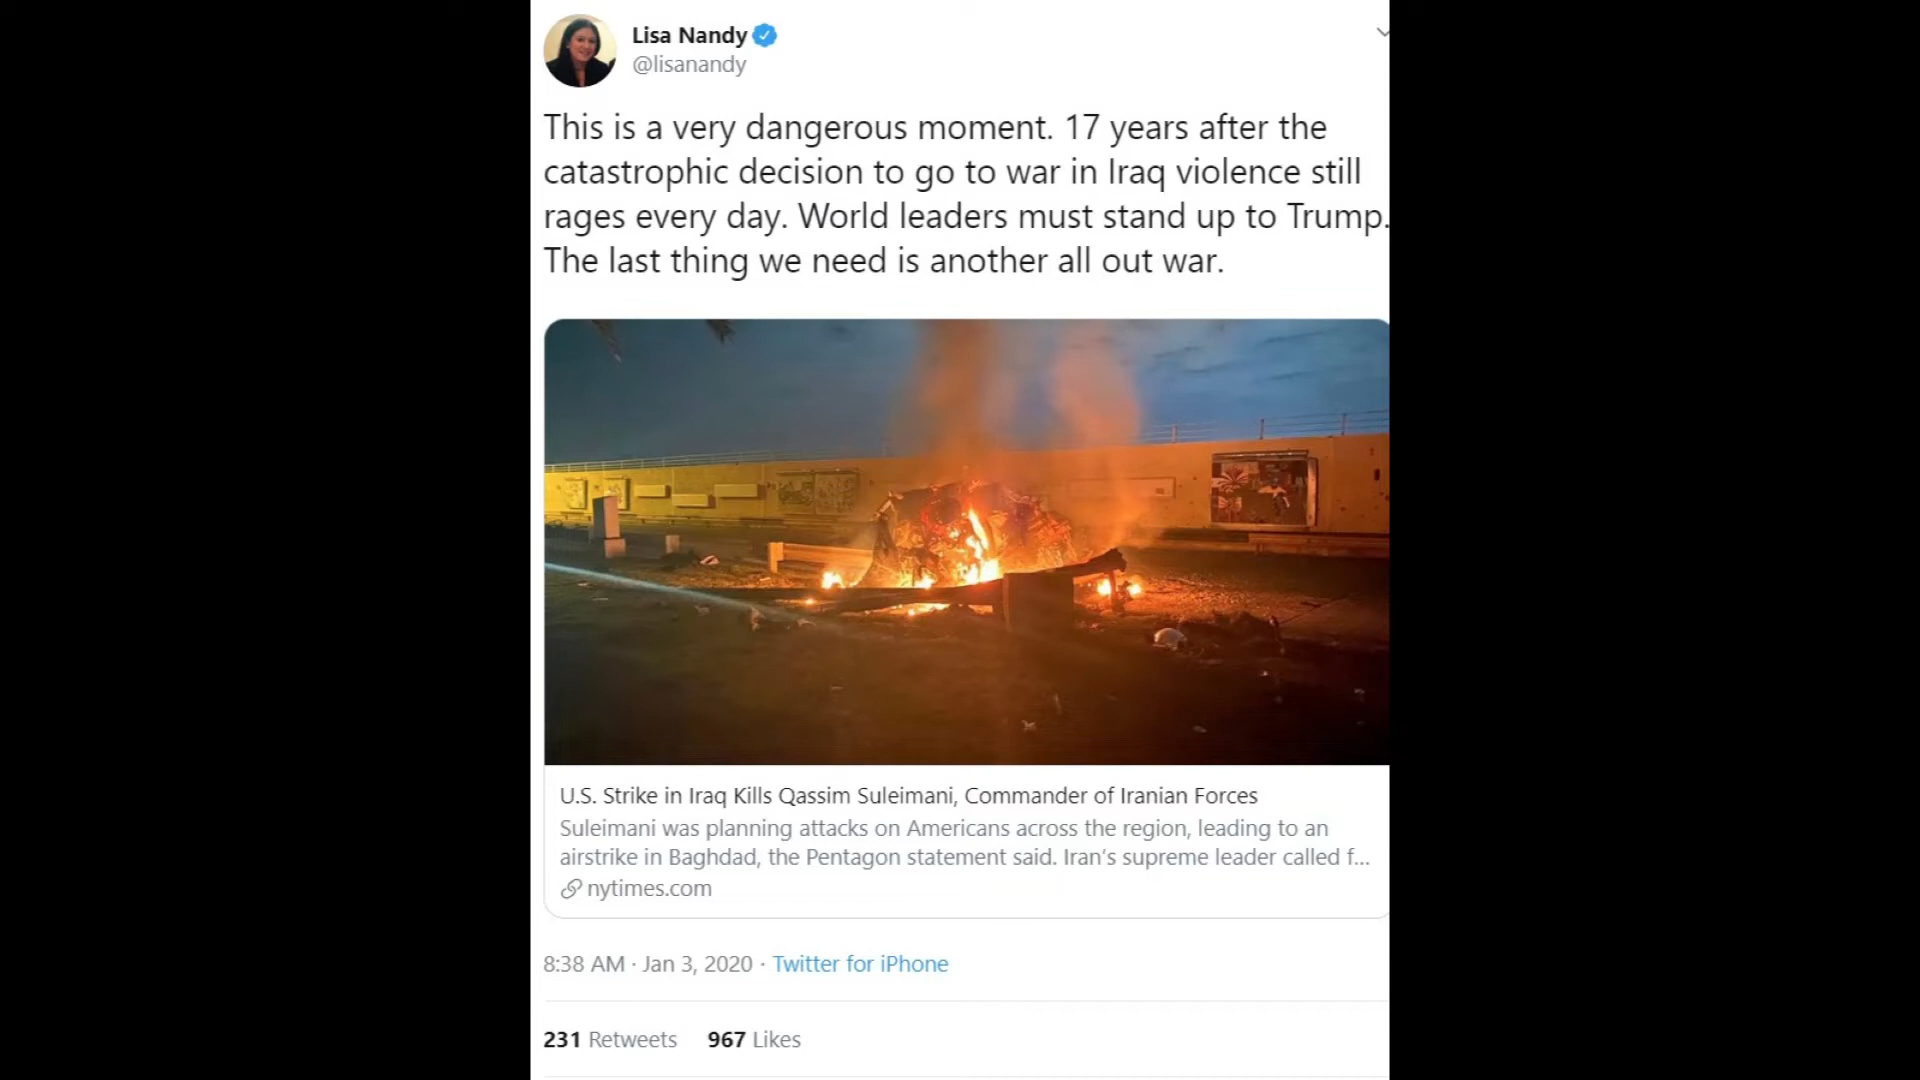 Lisa Nandy
@lisanandy
This is a very dangerous moment. 17 years after the
catastrophic decision to go to war in Iraq violence still
rages every day. World leaders must stand up to Trump.
The last thing we need is another all out war.
U.S. Strike in Iraq Kills Qassim Suleimani, Commander of Iranian Forces
Suleimani was planning attacks on Americans across the region, leading to an
airstrike in Baghdad, the Pentagon statement said. Iran's supreme leader called f...
nytimes.com
8:38 AM · Jan 3, 2020 · Twitter for iPhone
231 Retweets 967 Likes